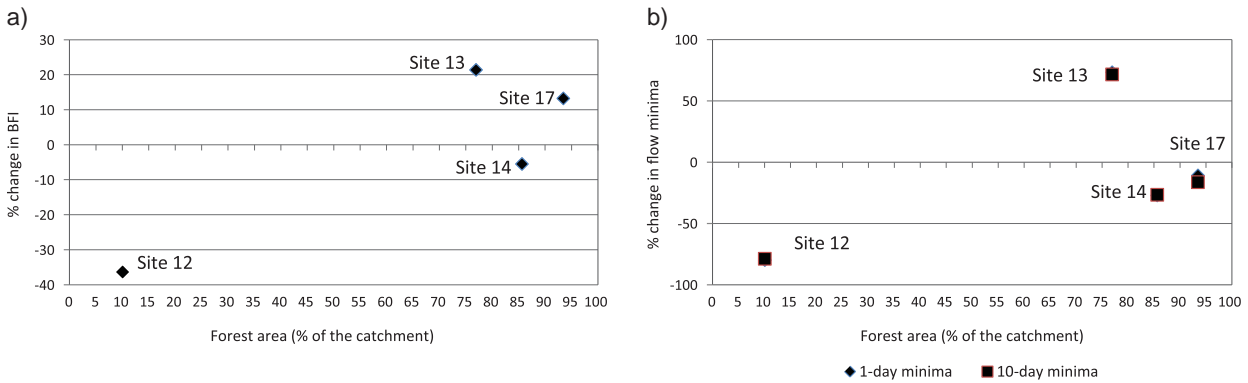 a)
% change in BFI
30
20
10
0
-10
-20
-30
-40
Site 13
Site 17
Site 14
Site 12
0 5 10 15 20 25 30 35 40 45 50 55 60 65 70 75 80 85 90 95 100
Forest area (% of the catchment)
b)
% change in flow minima
100
50
0
-50
-100
Site 13
Site 17
Site 14
Site 12
0 5 10 15 20 25 30 35 40 45 50 55 60 65 70 75 80 85 90 95 100
Forest area (% of the catchment)
1-day minima 10-day minima